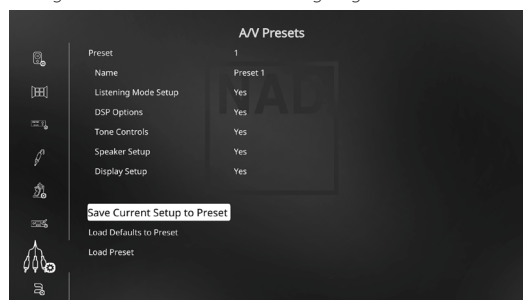 A/V Presets
Preset 1
Name Preset 1
Listening Mode Setup Yes
DSP Options Yes
Tone Controls Yes
Speaker Setup Yes
Display Setup Yes
NAD
Save Current Setup to Preset
Load Defaults to Preset
Load Preset